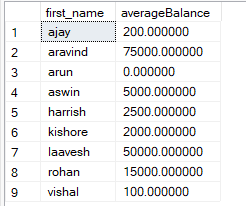 first_name averageBalance
1 ajay 200.000000
2 aravind 75000.000000
3 arun 0.000000
4 aswin 5000.000000
5 harrish 2500.000000
6 kishore 2000.000000
7 laavesh 50000.000000
8 rohan 15000.000000
9 vishal 100.000000